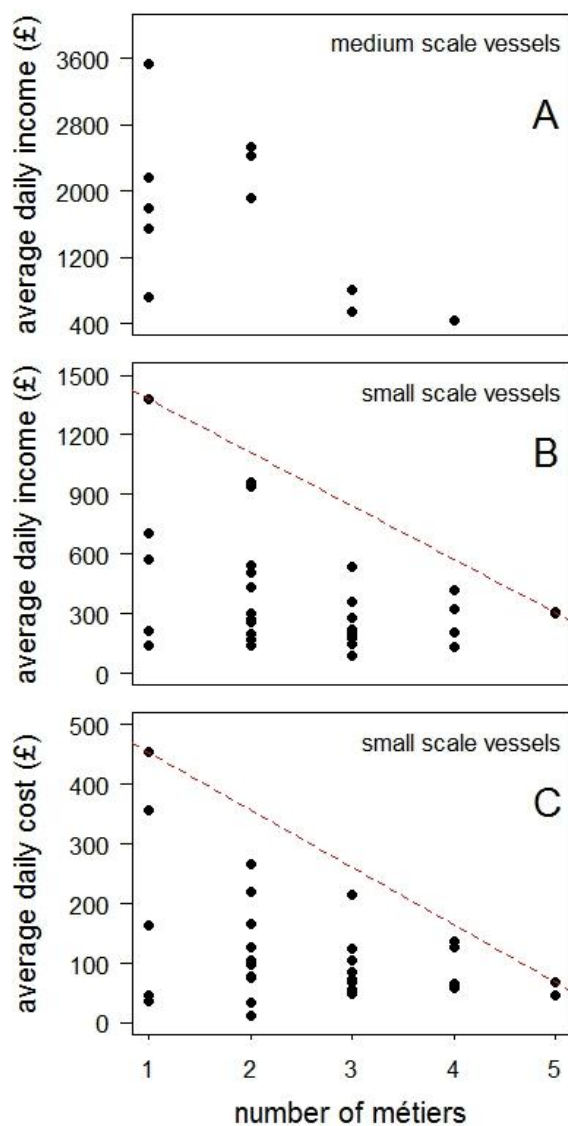 average daily income (£)
3600
2800
2000
1200
400
medium scale vessels
A
average daily income (£)
1500
1200
900
600
300
0
small scale vessels
B
average daily cost (£)
500
400
300
200
100
0
small scale vessels
C
1 2 3 4 5
number of métiers